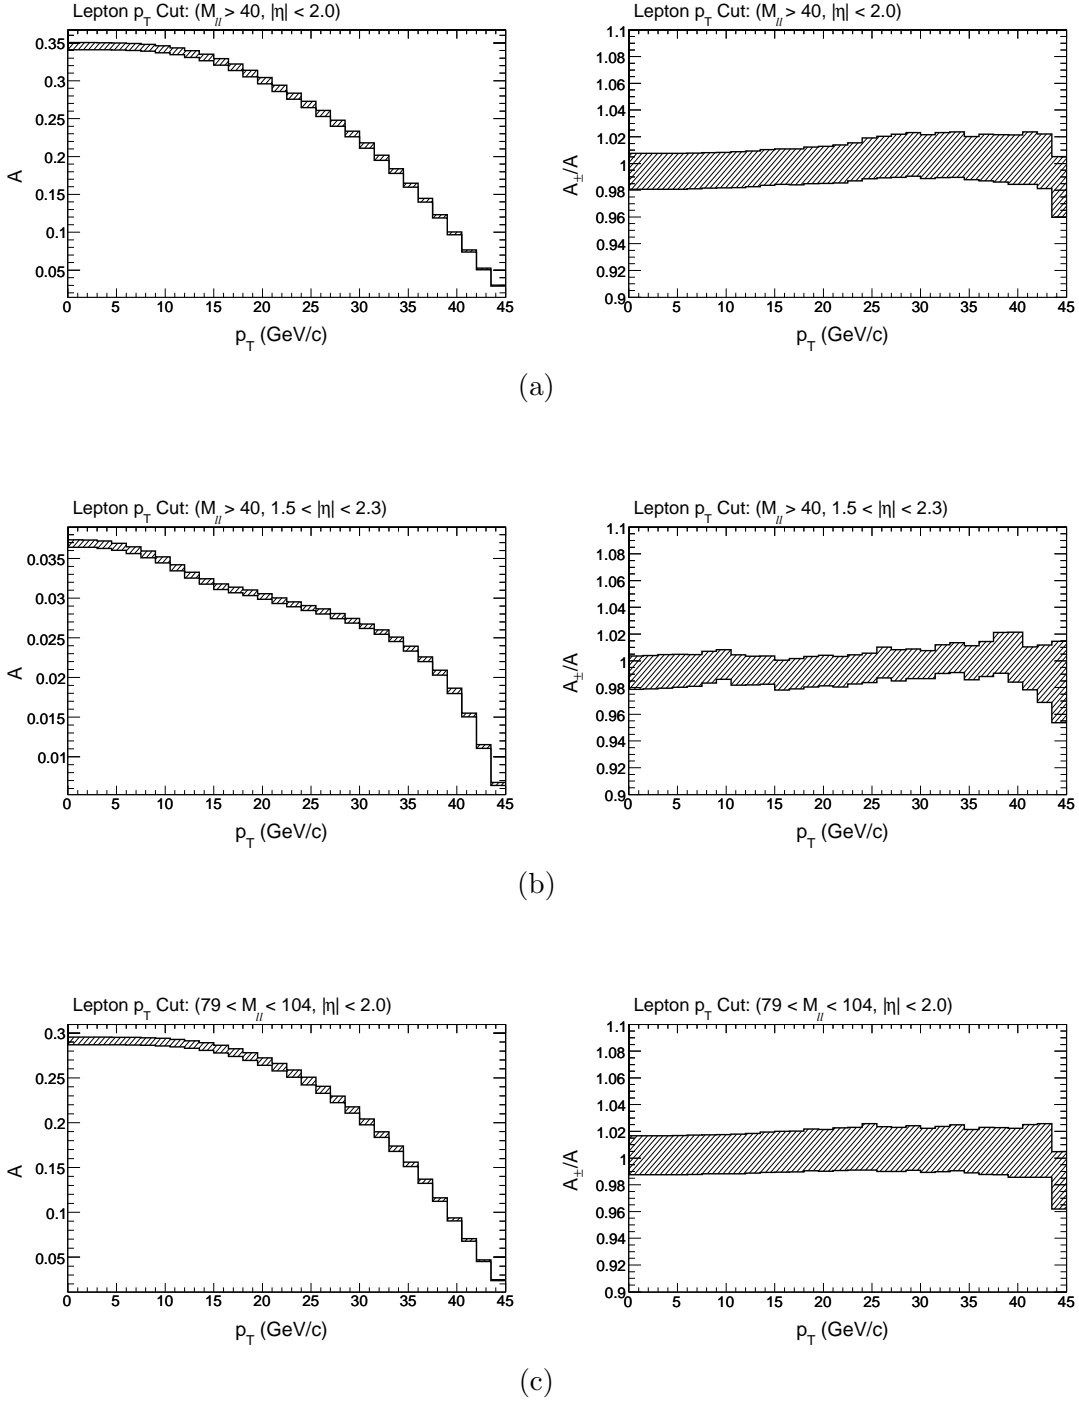 Lepton p_T Cut: (M_ll > 40, |η| < 2.0)
0.35
0.3
0.25
0.2
0.15
0.1
0.05
A
0 5 10 15 20 25 30 35 40 45
p_T (GeV/c)
Lepton p_T Cut: (M_ll > 40, |η| < 2.0)
1.1
1.08
1.06
1.04
1.02
1
0.98
0.96
0.94
0.92
0.9
A_±/A
0 5 10 15 20 25 30 35 40 45
p_T (GeV/c)
(a)
Lepton p_T Cut: (M_ll > 40, 1.5 < |η| < 2.3)
0.035
0.03
0.025
0.02
0.015
0.01
A
0 5 10 15 20 25 30 35 40 45
p_T (GeV/c)
Lepton p_T Cut: (M_ll > 40, 1.5 < |η| < 2.3)
1.1
1.08
1.06
1.04
1.02
1
0.98
0.96
0.94
0.92
0.9
A_±/A
0 5 10 15 20 25 30 35 40 45
p_T (GeV/c)
(b)
Lepton p_T Cut: (79 < M_ll < 104, |η| < 2.0)
0.3
0.25
0.2
0.15
0.1
0.05
A
0 5 10 15 20 25 30 35 40 45
p_T (GeV/c)
Lepton p_T Cut: (79 < M_ll < 104, |η| < 2.0)
1.1
1.08
1.06
1.04
1.02
1
0.98
0.96
0.94
0.92
0.9
A_±/A
0 5 10 15 20 25 30 35 40 45
p_T (GeV/c)
(c)